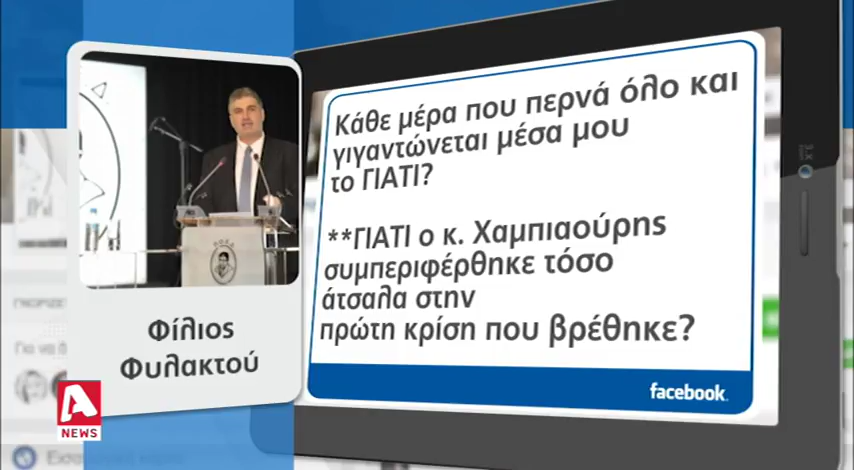 Κάθε μέρα που περνά όλο και
γιγαντώνεται μέσα μου
το ΓΙΑΤΙ?
**ΓΙΑΤΙ ο κ. Χαμπιαούρης
συμπεριφέρθηκε τόσο
άτσαλα στην
πρώτη κρίση που βρέθηκε?
facebook.
Φίλιος
Φυλακτού
ΠΟΕΔ
A
NEWS